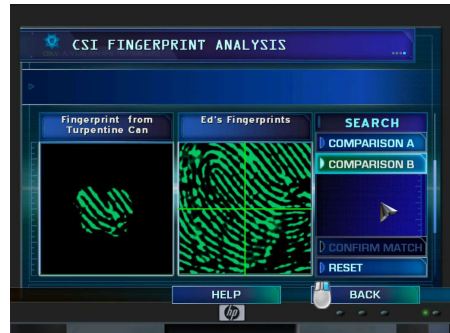 CSI FINGERPRINT ANALYSIS
Fingerprint from
Turpentine Can
Ed's Fingerprints
SEARCH
COMPARISON A
COMPARISON B
CONFIRM MATCH
RESET
HELP
BACK
hp